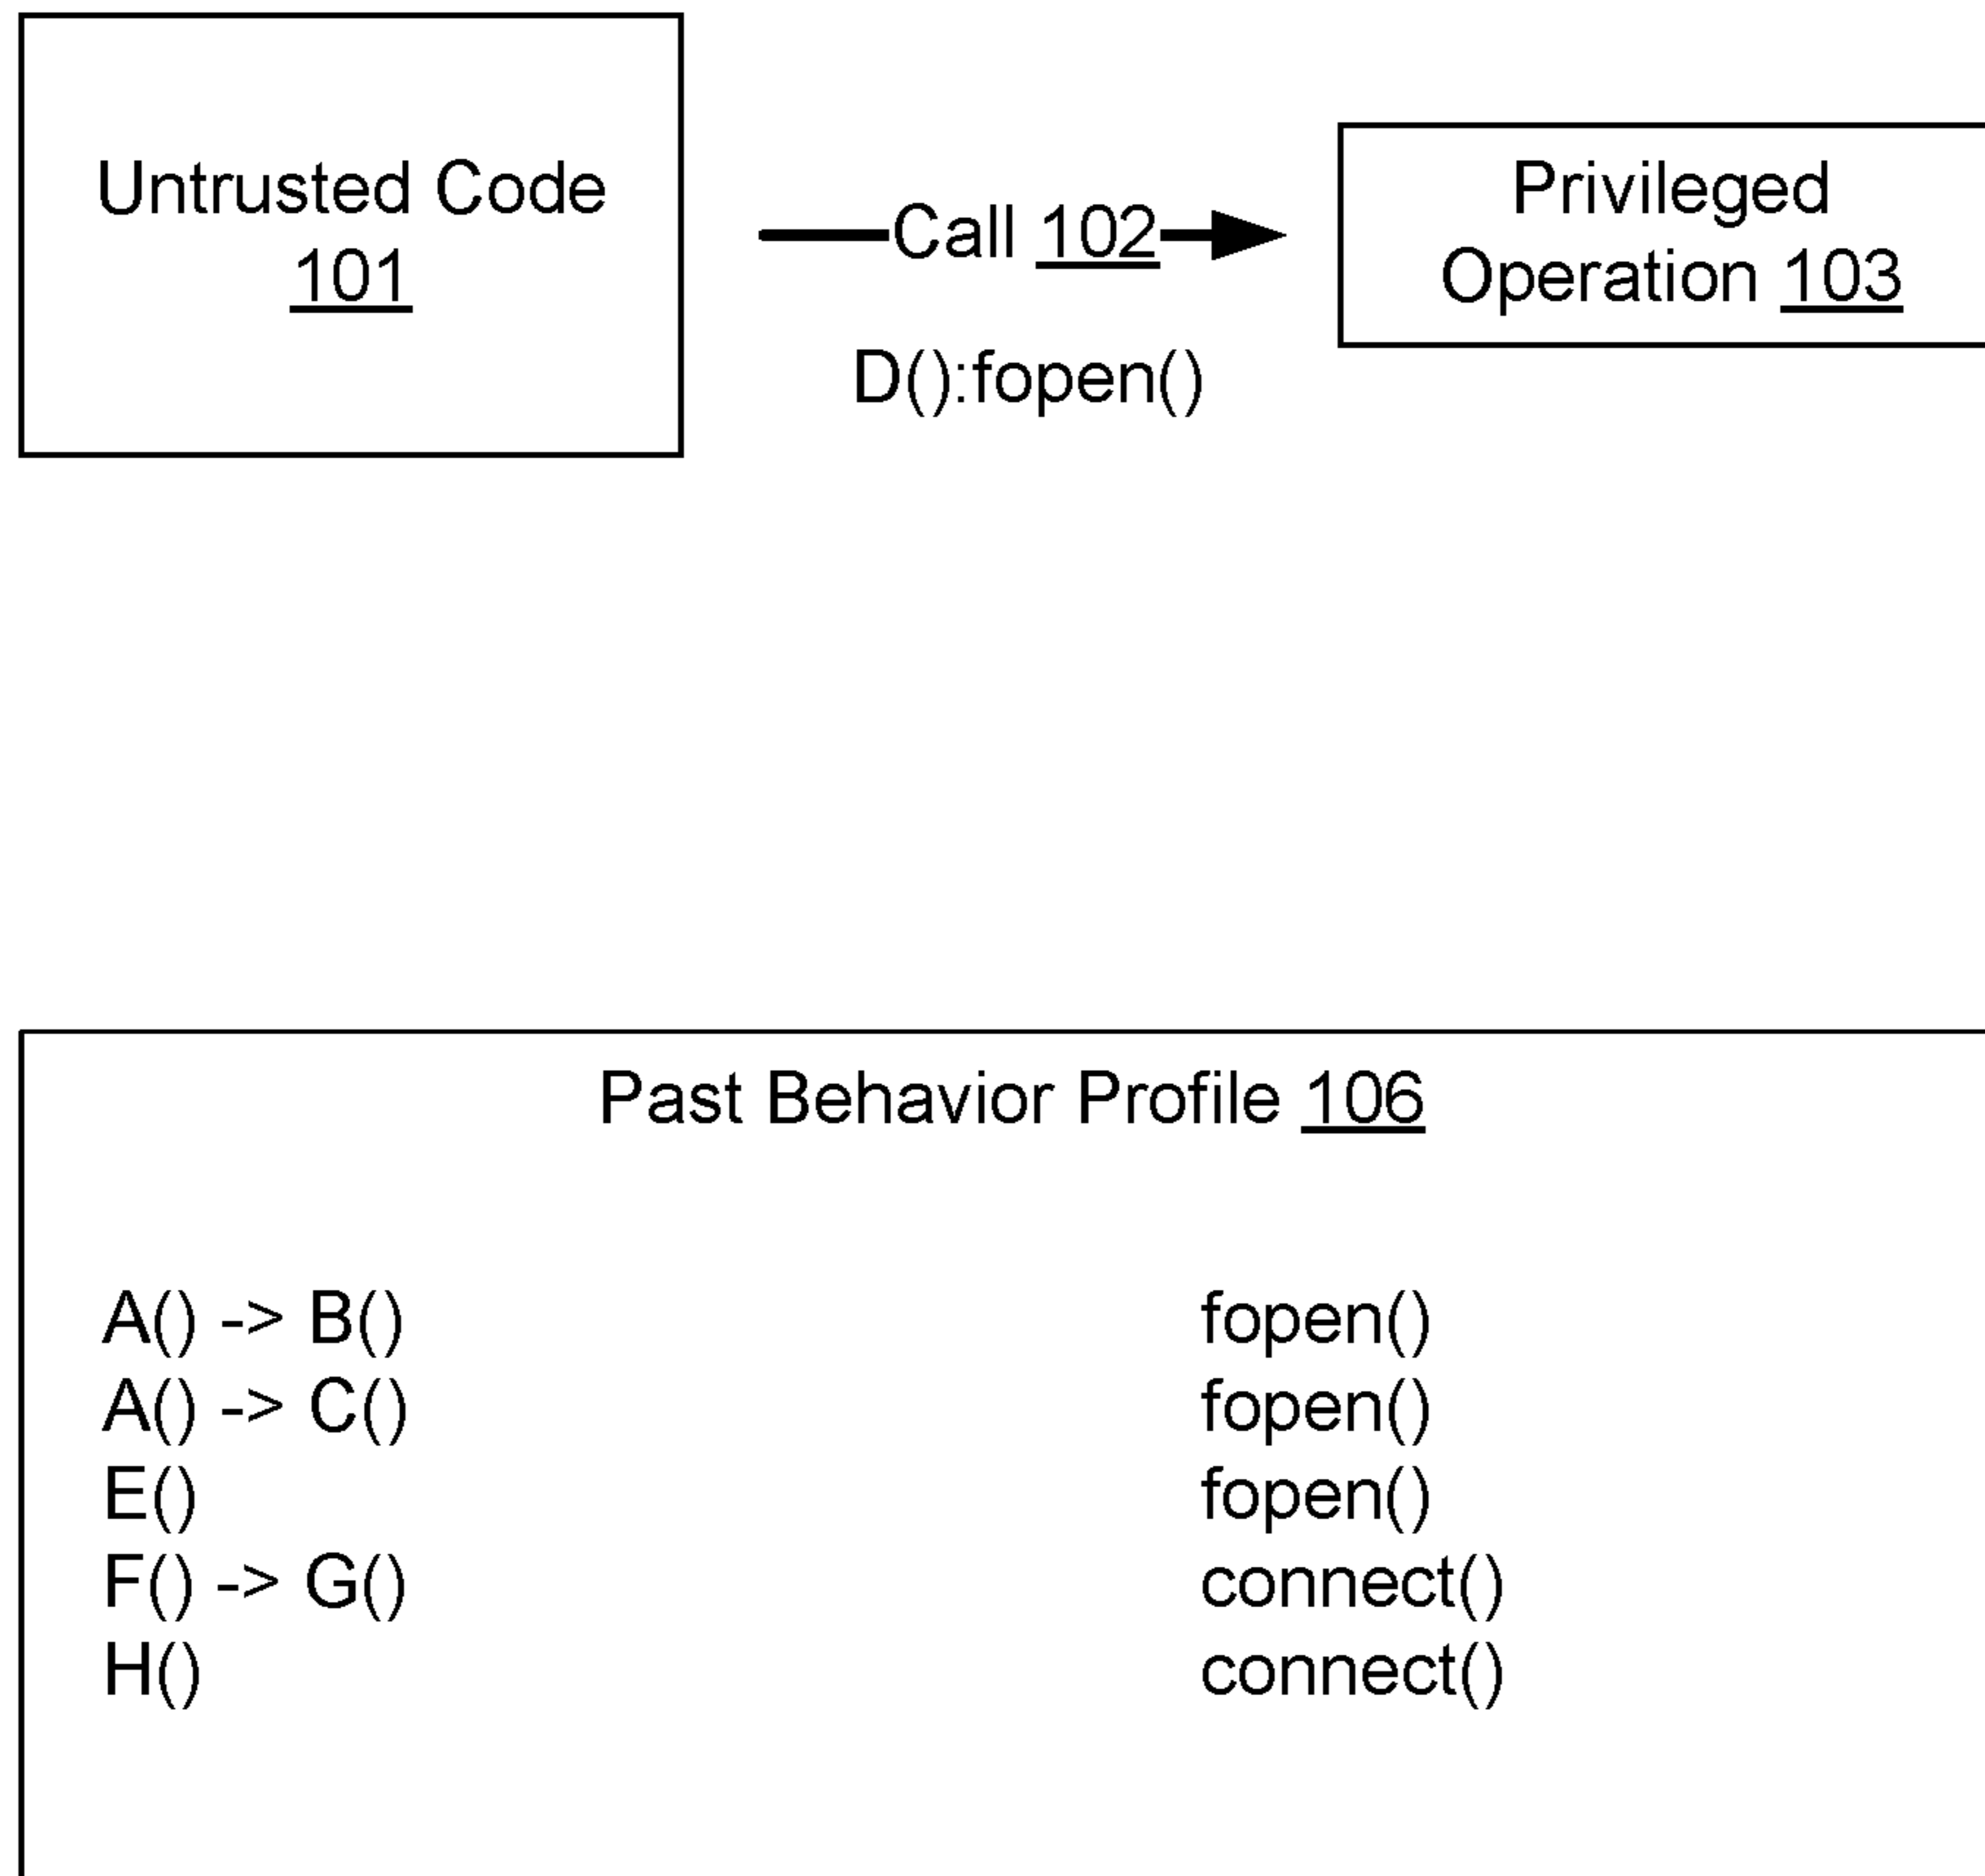 Untrusted Code
101
Call 102
D():fopen()
Privileged
Operation 103
Past Behavior Profile 106
A() -> B() fopen()
A() -> C() fopen()
E() fopen()
F() -> G() connect()
H() connect()